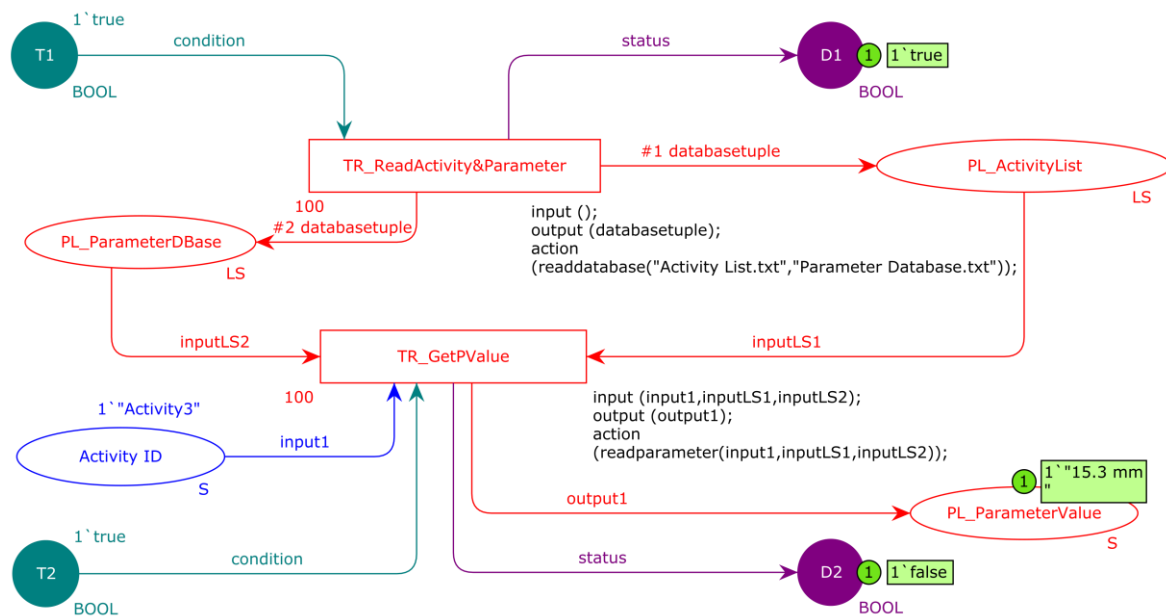 1`true
T1
BOOL
condition
status
D1
1
1`true
BOOL
TR_ReadActivity&Parameter
100
#1 databasetuple
PL_ActivityList
LS
#2 databasetuple
PL_ParameterDBase
LS
input ();
output (databasetuple);
action
(readdatabase("Activity List.txt","Parameter Database.txt"));
inputLS2
TR_GetPValue
100
inputLS1
input (input1,inputLS1,inputLS2);
output (output1);
action
(readparameter(input1,inputLS1,inputLS2));
1`"Activity3"
Activity ID
S
input1
output1
1
1`"15.3 mm
"
PL_ParameterValue
S
1`true
T2
BOOL
condition
status
D2
1
1`false
BOOL